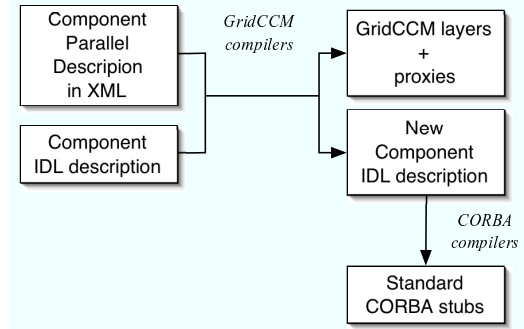 Component
Parallel
Descripion
in XML
GridCCM
compilers
GridCCM layers
+
proxies
Component
IDL description
New
Component
IDL description
CORBA
compilers
Standard
CORBA stubs